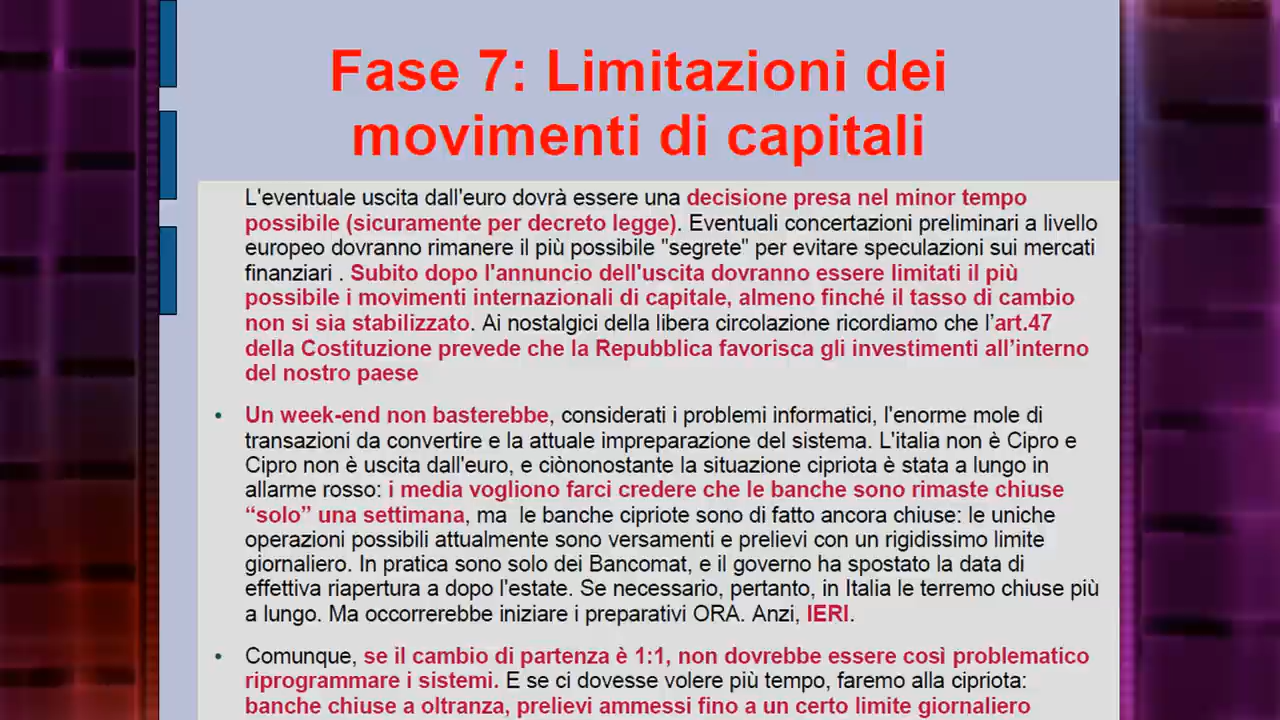 Fase 7: Limitazioni dei
movimenti di capitali
L'eventuale uscita dall'euro dovrà essere una decisione presa nel minor tempo
possibile (sicuramente per decreto legge). Eventuali concertazioni preliminari a livello
europeo dovranno rimanere il più possibile "segrete" per evitare speculazioni sui mercati
finanziari . Subito dopo l'annuncio dell'uscita dovranno essere limitati il più
possibile i movimenti internazionali di capitale, almeno finché il tasso di cambio
non si sia stabilizzato. Ai nostalgici della libera circolazione ricordiamo che l’art.47
della Costituzione prevede che la Repubblica favorisca gli investimenti all’interno
del nostro paese
• Un week-end non basterebbe, considerati i problemi informatici, l'enorme mole di
transazioni da convertire e la attuale impreparazione del sistema. L'italia non è Cipro e
Cipro non è uscita dall'euro, e ciònonostante la situazione cipriota è stata a lungo in
allarme rosso: i media vogliono farci credere che le banche sono rimaste chiuse
“solo” una settimana, ma le banche cipriote sono di fatto ancora chiuse: le uniche
operazioni possibili attualmente sono versamenti e prelievi con un rigidissimo limite
giornaliero. In pratica sono solo dei Bancomat, e il governo ha spostato la data di
effettiva riapertura a dopo l'estate. Se necessario, pertanto, in Italia le terremo chiuse più
a lungo. Ma occorrerebbe iniziare i preparativi ORA. Anzi, IERI.
• Comunque, se il cambio di partenza è 1:1, non dovrebbe essere così problematico
riprogrammare i sistemi. E se ci dovesse volere più tempo, faremo alla cipriota:
banche chiuse a oltranza, prelievi ammessi fino a un certo limite giornaliero